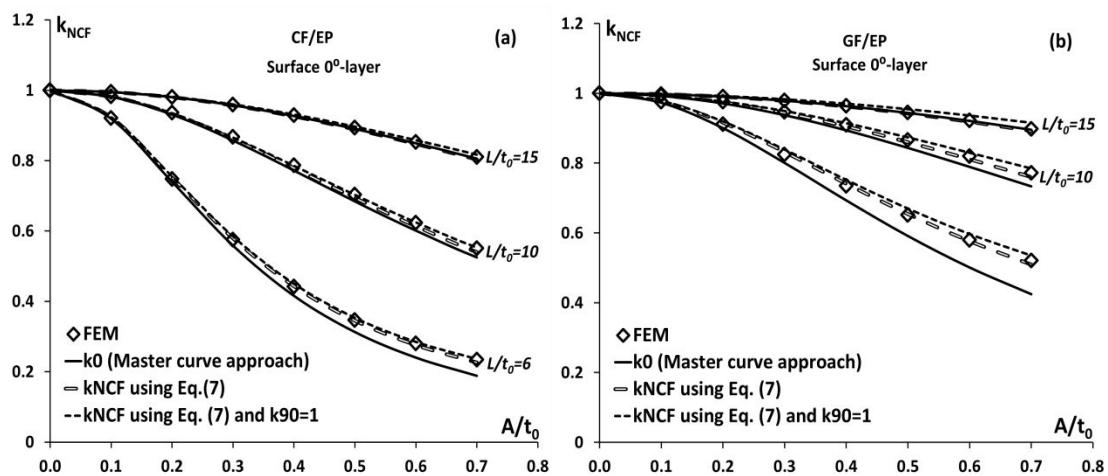 1.2
k_NCF
CF/EP
(a)
Surface 0⁰-layer
1
0.8
0.6
0.4
0.2
0
L/t₀=15
L/t₀=10
L/t₀=6
FEM
k0 (Master curve approach)
kNCF using Eq.(7)
kNCF using Eq. (7) and k90=1
A/t₀
0.0 0.1 0.2 0.3 0.4 0.5 0.6 0.7 0.8
1.2
k_NCF
GF/EP
(b)
Surface 0⁰-layer
1
0.8
0.6
0.4
0.2
0
L/t₀=15
L/t₀=10
FEM
k0 (Master curve approach)
kNCF using Eq.(7)
kNCF using Eq. (7) and k90=1
A/t₀
0.0 0.1 0.2 0.3 0.4 0.5 0.6 0.7 0.8